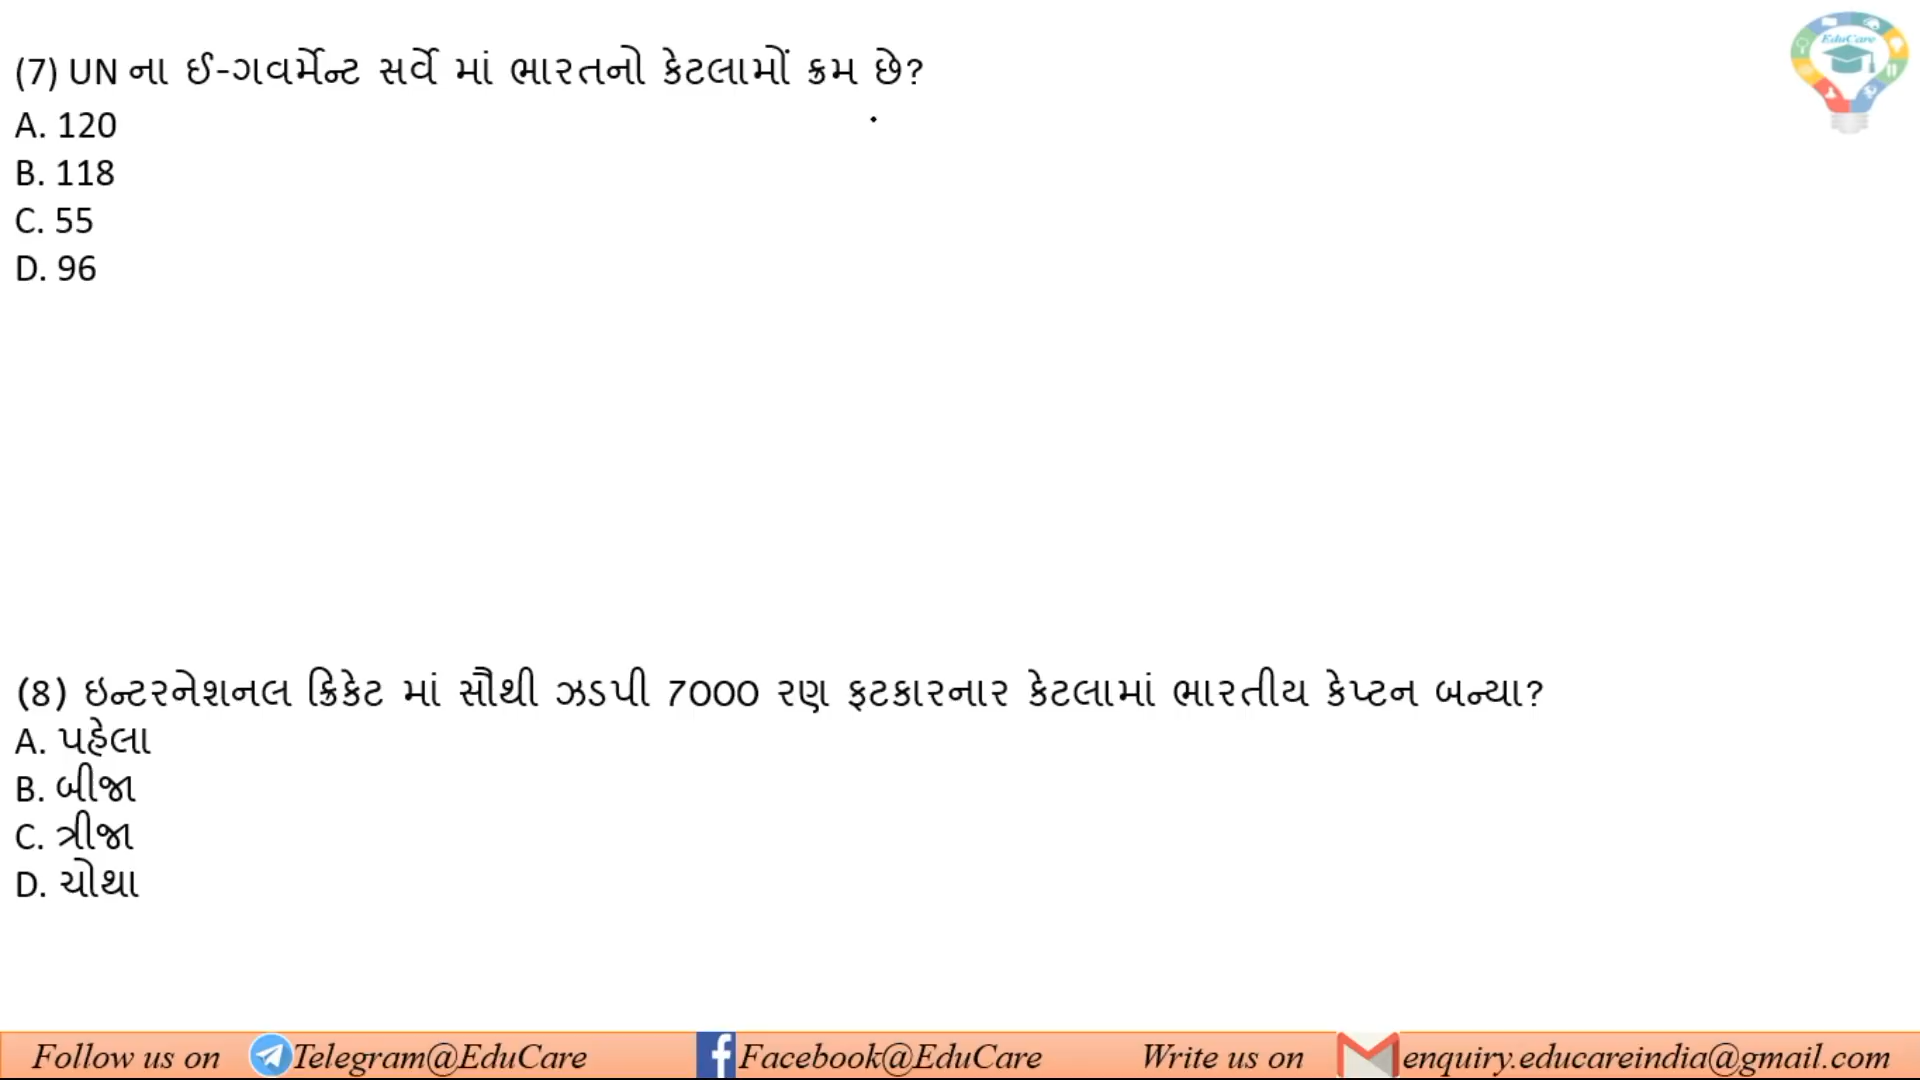 EduCare
(7) UN ના ઈ-ગવર્મેન્ટ સર્વે માં ભારતનો કેટલામોં ક્રમ છે?
A. 120
B. 118
C. 55
D. 96
(8) ઇન્ટરનેશનલ ક્રિકેટ માં સૌથી ઝડપી 7000 રણ ફટકારનાર કેટલામાં ભારતીય કેપ્ટન બન્યા?
A. પહેલા
B. બીજા
C. ત્રીજા
D. ચોથા
Follow us on Telegram@EduCare Facebook@EduCare Write us on enquiry.educareindia@gmail.com